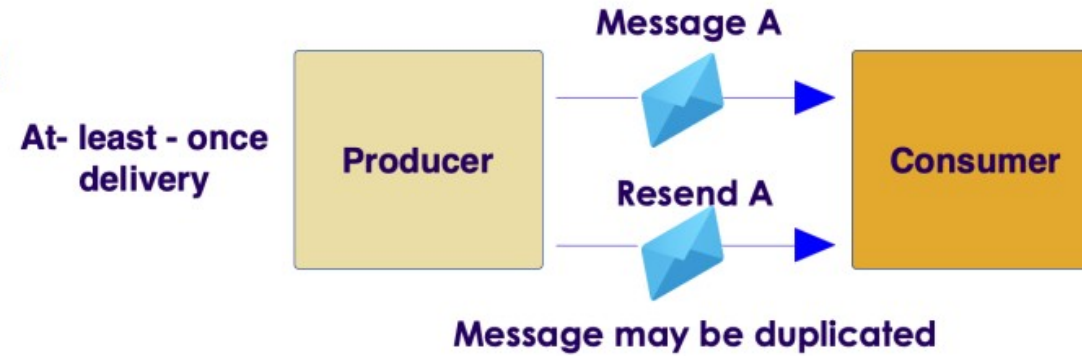 Message A
At- least - once
delivery
Producer
Consumer
Resend A
Message may be duplicated